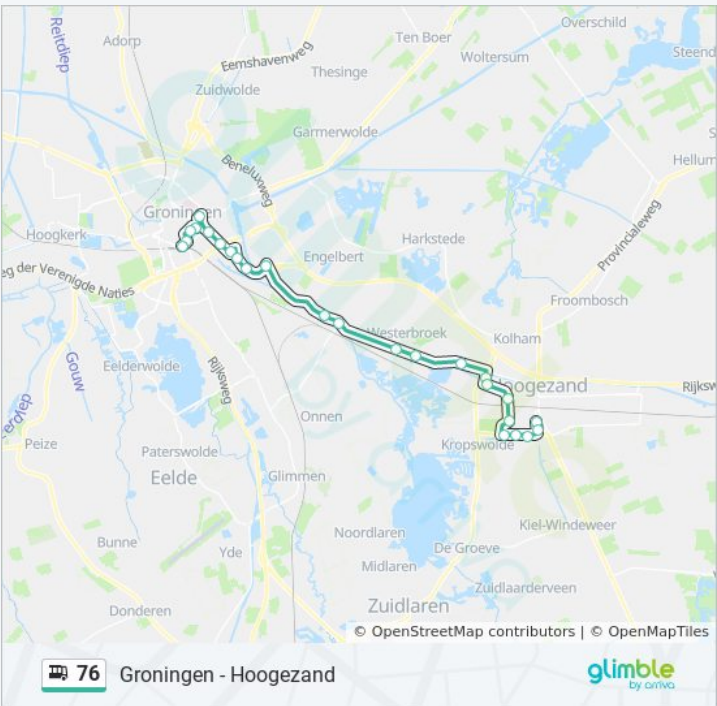 Overschild
Reitdiep
Adorp
Ten Boer
Eemshavenweg
Steend
Woltersum
Thesinge
Zuidwolde
Garmerwolde
S
Hellum
Beneluxweg
Groningen
Provincialeweg
Hoogkerk
Harkstede
Engelbert
eg der Verenigde Naties
Froombosch
Westerbroek
Kolham
Gouw
Eelderwolde
Rijksweg
Hoogezand
Rijksw
Onnen
Peize
Kropswolde
Paterswolde
Eelde
Glimmen
Kiel-Windeweer
Noordlaren
Bunne
Yde
De Groeve
Midlaren
Zuidlaarderveen
Donderen
Zuidlaren
© OpenStreetMap contributors | © OpenMapTiles
76 Groningen - Hoogezand
glimble
by arriva